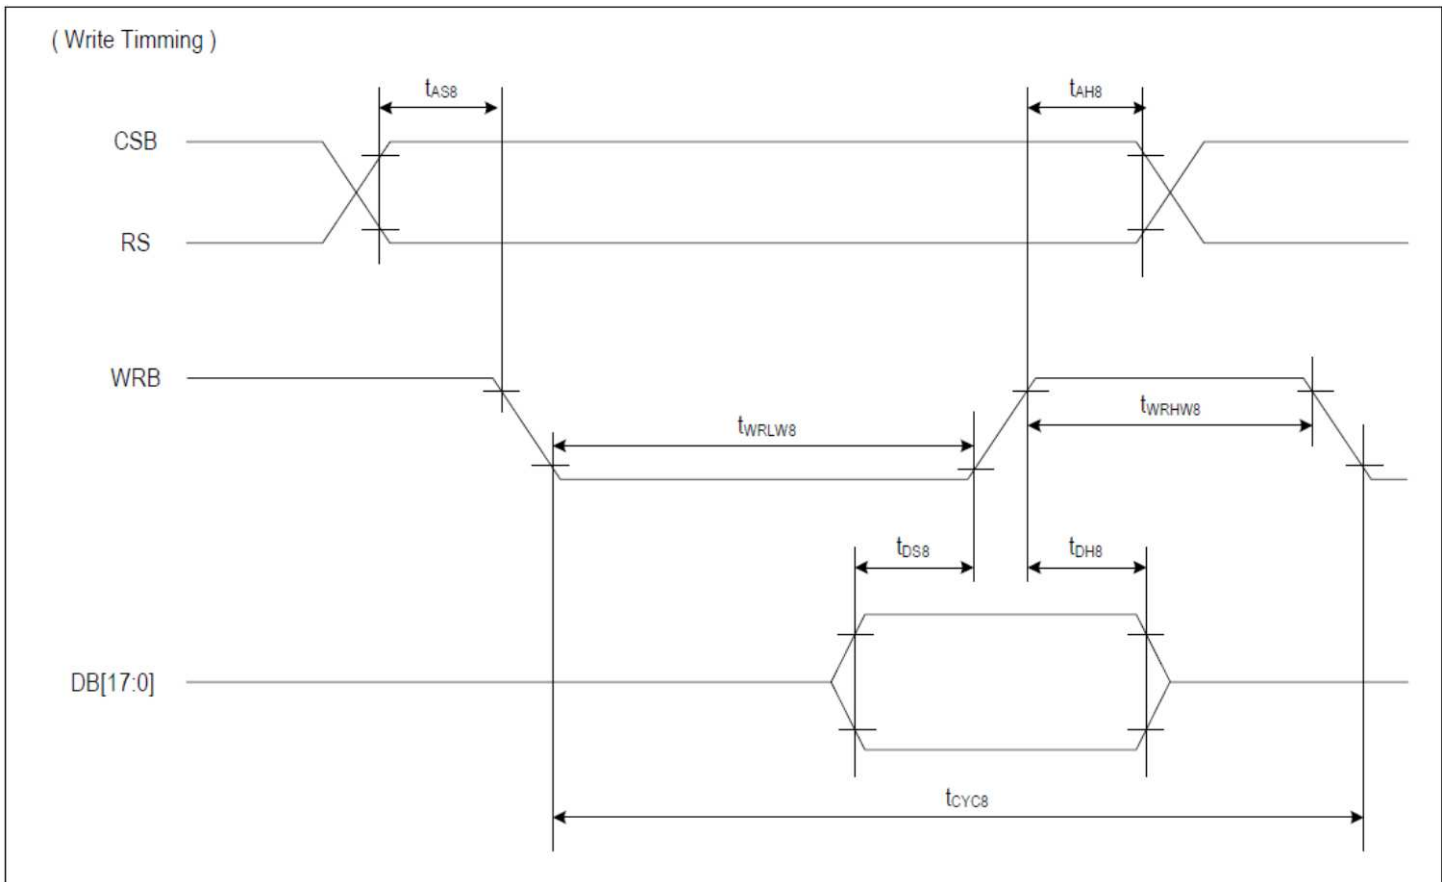 ( Write Timming )
tAS8
tAH8
CSB
RS
WRB
tWRHW8
tWRLW8
tDS8
tDH8
DB[17:0]
tCYC8